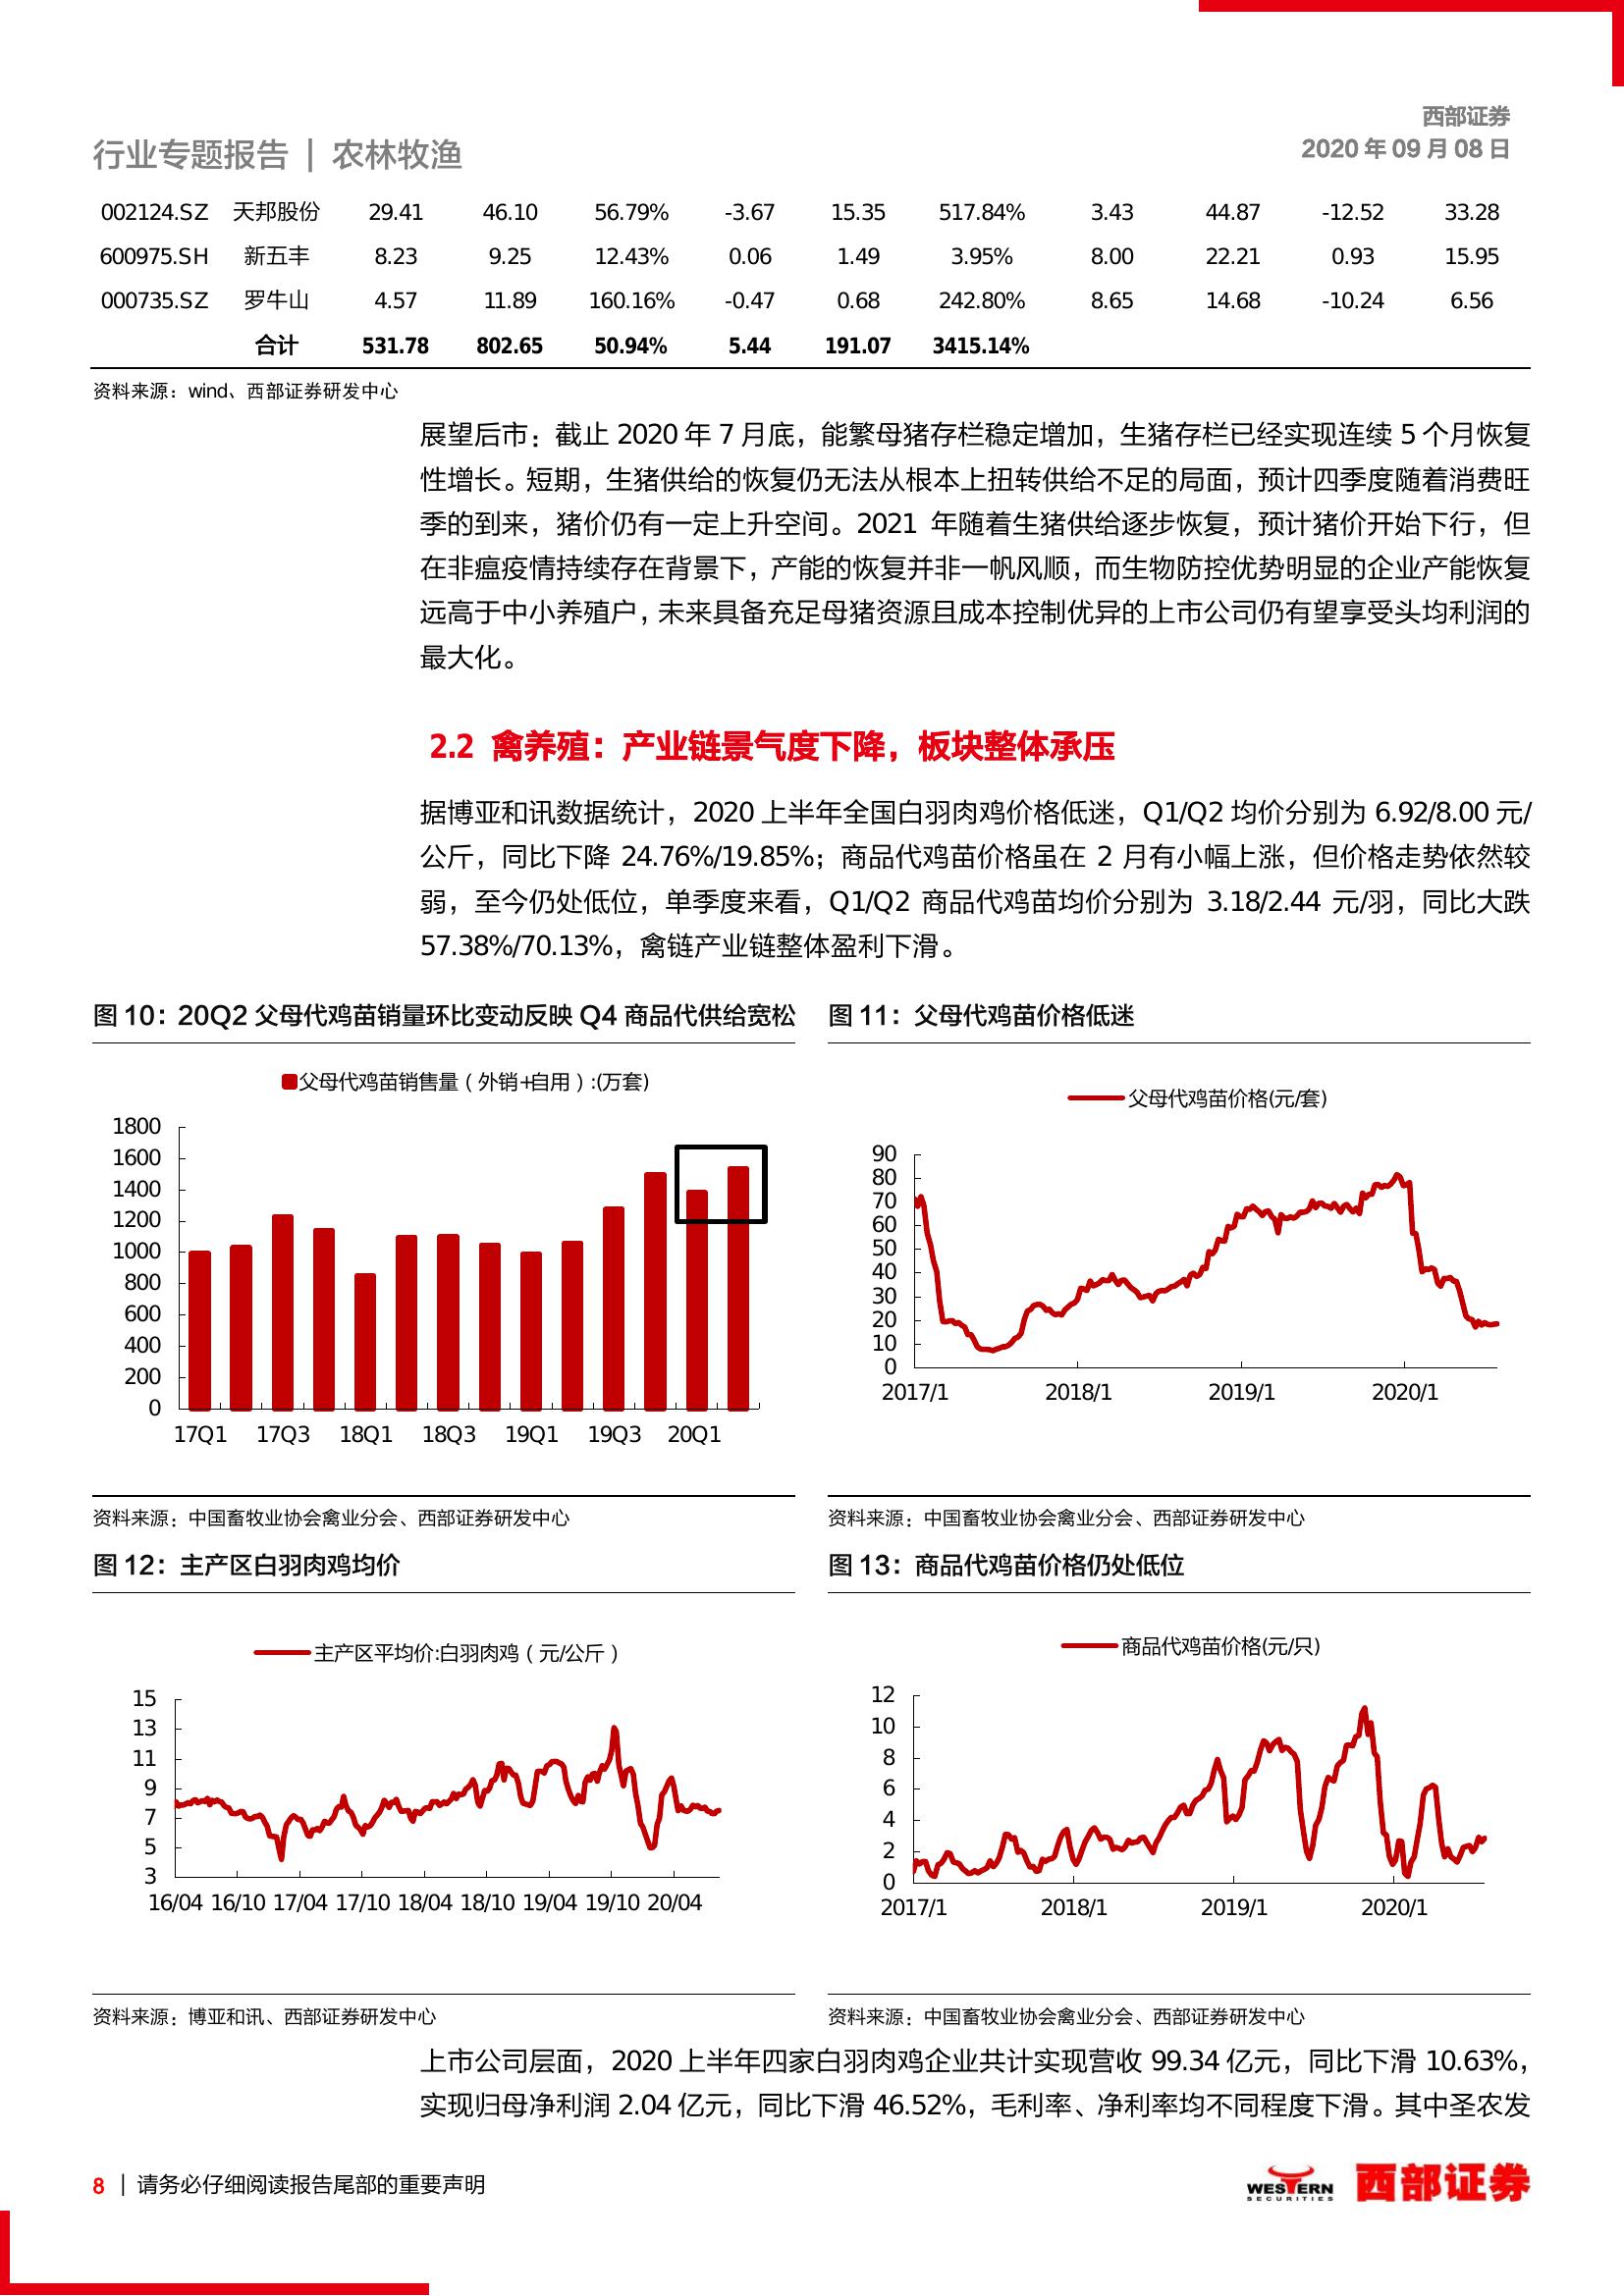 西部证券
行业专题报告 | 农林牧渔
2020 年 09 月 08 日
002124.SZ 天邦股份 29.41 46.10 56.79% -3.67 15.35 517.84% 3.43 44.87 -12.52 33.28
600975.SH 新五丰 8.23 9.25 12.43% 0.06 1.49 3.95% 8.00 22.21 0.93 15.95
000735.SZ 罗牛山 4.57 11.89 160.16% -0.47 0.68 242.80% 8.65 14.68 -10.24 6.56
合计 531.78 802.65 50.94% 5.44 191.07 3415.14%
资料来源：wind、西部证券研发中心
展望后市：截止 2020 年 7 月底，能繁母猪存栏稳定增加，生猪存栏已经实现连续 5 个月恢复
性增长。短期，生猪供给的恢复仍无法从根本上扭转供给不足的局面，预计四季度随着消费旺
季的到来，猪价仍有一定上升空间。2021 年随着生猪供给逐步恢复，预计猪价开始下行，但
在非瘟疫情持续存在背景下，产能的恢复并非一帆风顺，而生物防控优势明显的企业产能恢复
远高于中小养殖户，未来具备充足母猪资源且成本控制优异的上市公司仍有望享受头均利润的
最大化。
2.2 禽养殖：产业链景气度下降，板块整体承压
据博亚和讯数据统计，2020 上半年全国白羽肉鸡价格低迷，Q1/Q2 均价分别为 6.92/8.00 元/
公斤，同比下降 24.76%/19.85%；商品代鸡苗价格虽在 2 月有小幅上涨，但价格走势依然较
弱，至今仍处低位，单季度来看，Q1/Q2 商品代鸡苗均价分别为 3.18/2.44 元/羽，同比大跌
57.38%/70.13%，禽链产业链整体盈利下滑。
图 10：20Q2 父母代鸡苗销量环比变动反映 Q4 商品代供给宽松
父母代鸡苗销售量（外销+自用）:(万套)
1800
1600
1400
1200
1000
800
600
400
200
0
17Q1 17Q3 18Q1 18Q3 19Q1 19Q3 20Q1
资料来源：中国畜牧业协会禽业分会、西部证券研发中心
图 11：父母代鸡苗价格低迷
父母代鸡苗价格(元/套)
90
80
70
60
50
40
30
20
10
0
2017/1 2018/1 2019/1 2020/1
资料来源：中国畜牧业协会禽业分会、西部证券研发中心
图 12：主产区白羽肉鸡均价
主产区平均价:白羽肉鸡（元/公斤）
15
13
11
9
7
5
3
16/04 16/10 17/04 17/10 18/04 18/10 19/04 19/10 20/04
资料来源：博亚和讯、西部证券研发中心
图 13：商品代鸡苗价格仍处低位
商品代鸡苗价格(元/只)
12
10
8
6
4
2
0
2017/1 2018/1 2019/1 2020/1
资料来源：中国畜牧业协会禽业分会、西部证券研发中心
上市公司层面，2020 上半年四家白羽肉鸡企业共计实现营收 99.34 亿元，同比下滑 10.63%，
实现归母净利润 2.04 亿元，同比下滑 46.52%，毛利率、净利率均不同程度下滑。其中圣农发
8 | 请务必仔细阅读报告尾部的重要声明
WESTERN
SECURITIES
西部证券